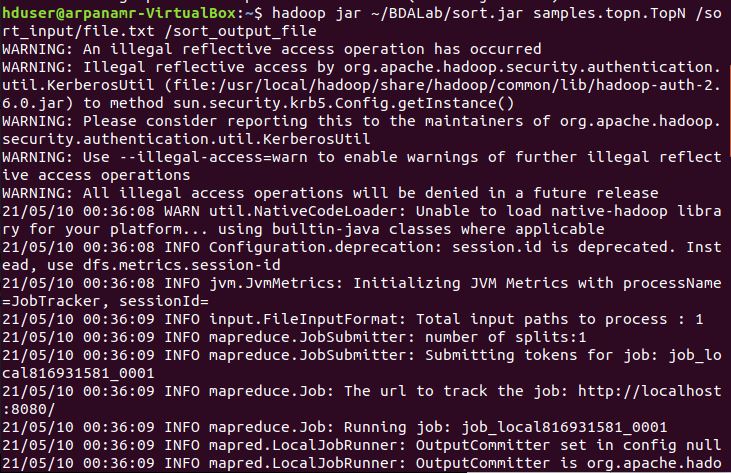 hduser@arpanamr-VirtualBox:~$ hadoop jar ~/BDALab/sort.jar samples.topn.TopN /so
rt_input/file.txt /sort_output_file
WARNING: An illegal reflective access operation has occurred
WARNING: Illegal reflective access by org.apache.hadoop.security.authentication.
util.KerberosUtil (file:/usr/local/hadoop/share/hadoop/common/lib/hadoop-auth-2.
6.0.jar) to method sun.security.krb5.Config.getInstance()
WARNING: Please consider reporting this to the maintainers of org.apache.hadoop.
security.authentication.util.KerberosUtil
WARNING: Use --illegal-access=warn to enable warnings of further illegal reflect
ive access operations
WARNING: All illegal access operations will be denied in a future release
21/05/10 00:36:08 WARN util.NativeCodeLoader: Unable to load native-hadoop libra
ry for your platform... using builtin-java classes where applicable
21/05/10 00:36:08 INFO Configuration.deprecation: session.id is deprecated. Inst
ead, use dfs.metrics.session-id
21/05/10 00:36:08 INFO jvm.JvmMetrics: Initializing JVM Metrics with processName
=JobTracker, sessionId=
21/05/10 00:36:09 INFO input.FileInputFormat: Total input paths to process : 1
21/05/10 00:36:09 INFO mapreduce.JobSubmitter: number of splits:1
21/05/10 00:36:09 INFO mapreduce.JobSubmitter: Submitting tokens for job: job_lo
cal816931581_0001
21/05/10 00:36:09 INFO mapreduce.Job: The url to track the job: http://localhost
:8080/
21/05/10 00:36:09 INFO mapreduce.Job: Running job: job_local816931581_0001
21/05/10 00:36:09 INFO mapred.LocalJobRunner: OutputCommitter set in config null
21/05/10 00:36:09 INFO mapred.LocalJobRunner: OutputCommitter is org.apache.hado